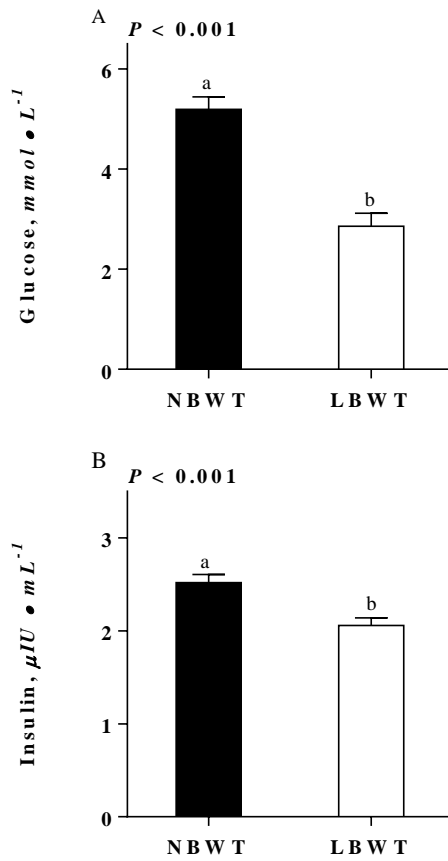 A
P < 0.001
Glucose, mmol • L⁻¹
6
4
2
0
a
b
NBWT
LBWT
B
P < 0.001
Insulin, µIU • mL⁻¹
3
2
1
0
a
b
NBWT
LBWT